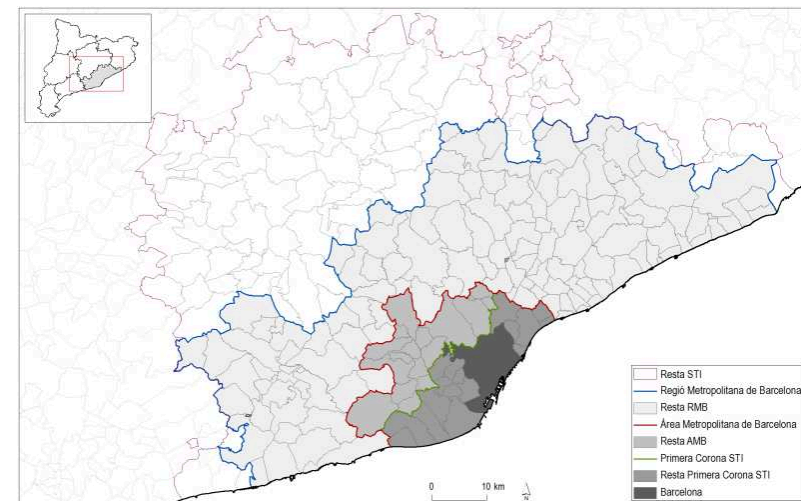 Resta STI
Regió Metropolitana de Barcelona
Resta RMB
Área Metropolitana de Barcelona
Resta AMB
Primera Corona STI
Resta Primera Corona STI
Barcelona
0 10 km
N